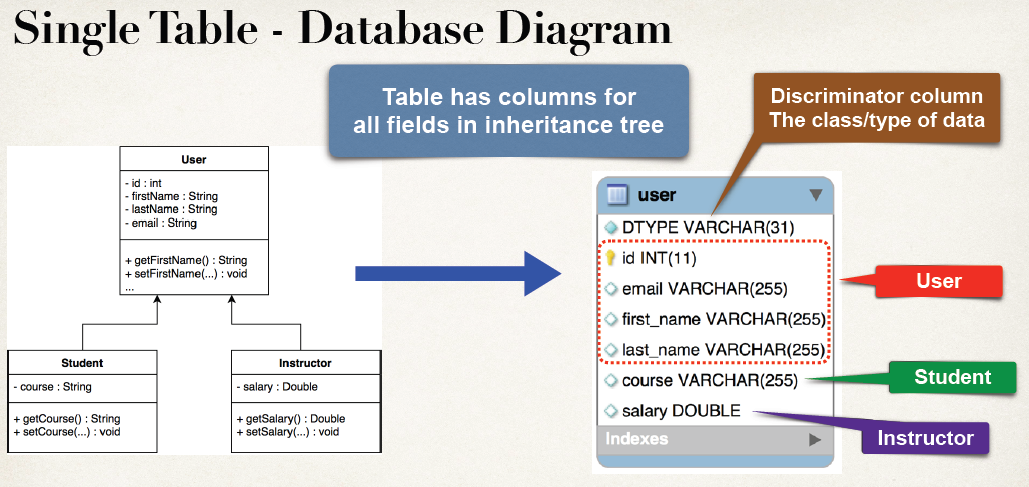 Single Table - Database Diagram
Table has columns for
all fields in inheritance tree
Discriminator column
The class/type of data
User
- id : int
- firstName : String
- lastName : String
- email : String
+ getFirstName() : String
+ setFirstName(...) : void
...
Student
- course : String
+ getCourse() : String
+ setCourse(...) : void
Instructor
- salary : Double
+ getSalary() : Double
+ setSalary(...) : void
user
DTYPE VARCHAR(31)
id INT(11)
email VARCHAR(255)
first_name VARCHAR(255)
last_name VARCHAR(255)
course VARCHAR(255)
salary DOUBLE
Indexes
User
Student
Instructor